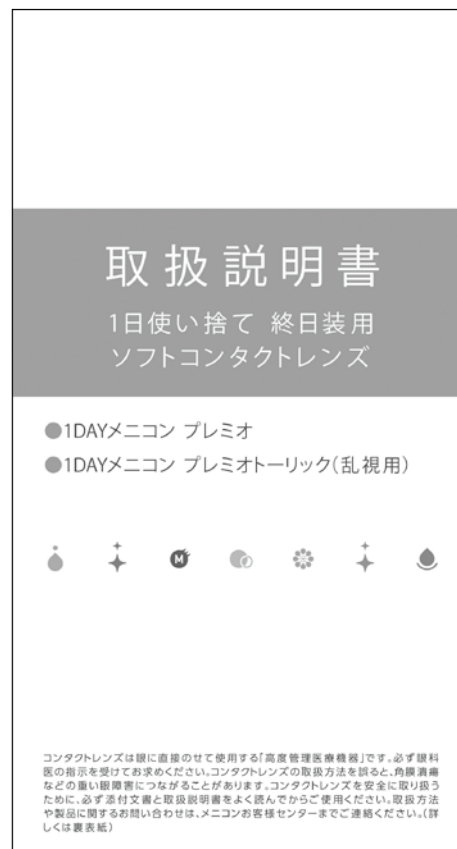 取扱説明書
1日使い捨て 終日装用
ソフトコンタクトレンズ
●1DAYメニコン プレミオ
●1DAYメニコン プレミオトーリック(乱視用)
M
コンタクトレンズは眼に直接のせて使用する「高度管理医療機器」です。必ず眼科
医の指示を受けてお求めください。コンタクトレンズの取扱方法を誤ると、角膜潰瘍
などの重い眼障害につながることがあります。コンタクトレンズを安全に取り扱う
ために、必ず添付文書と取扱説明書をよく読んでからご使用ください。取扱方法
や製品に関するお問い合わせは、メニコンお客様センターまでご連絡ください。(詳
しくは裏表紙)